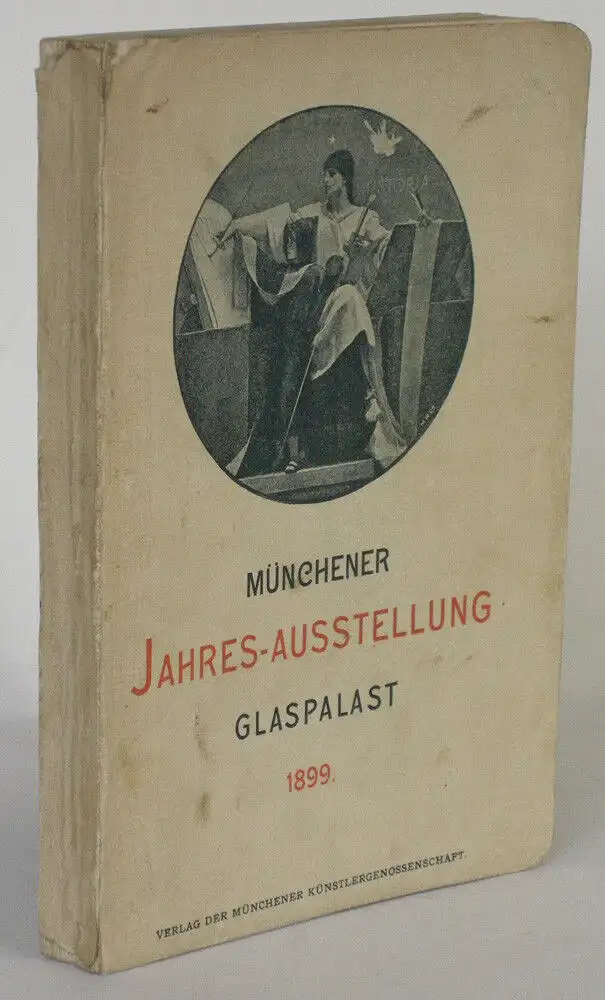 MÜNCHENER
JAHRES-AUSSTELLUNG
GLASPALAST
1899.
VERLAG DER MÜNCHENER KÜNSTLERGENOSSENSCHAFT.